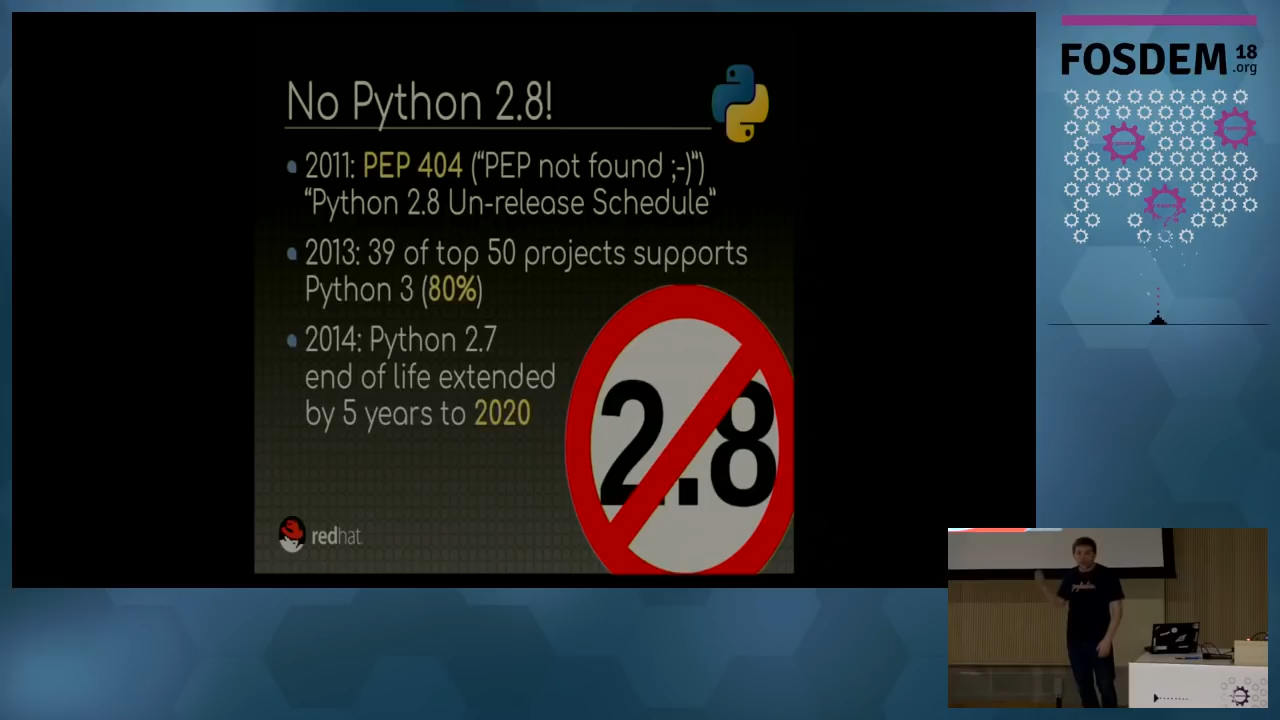 FOSDEM 18
.org
No Python 2.8!
2011: PEP 404 (“PEP not found ;-)”)
“Python 2.8 Un-release Schedule”
2013: 39 of top 50 projects supports
Python 3 (80%)
2014: Python 2.7
end of life extended
by 5 years to 2020
2.8
redhat.